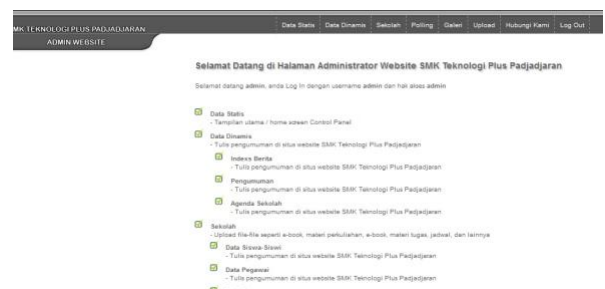 SMK TEKNOLOGI PLUS PADJADJARAN
ADMIN WEBSITE
Data Statis Data Dinamis Sekolah Polling Galeri Upload Hubungi Kami Log Out
Selamat Datang di Halaman Administrator Website SMK Teknologi Plus Padjadjaran
Selamat datang admin, anda Log In dengan username admin dan hak akses admin
Data Statis
- Tampilan utama / home adalah Control Panel
Data Dinamis
- Tulis pengumuman di situs website SMK Teknologi Plus Padjadjaran
Indexs Berita
- Tulis pengumuman di situs website SMK Teknologi Plus Padjadjaran
Pengumuman
- Tulis pengumuman di situs website SMK Teknologi Plus Padjadjaran
Agenda Sekolah
- Tulis pengumuman di situs website SMK Teknologi Plus Padjadjaran
Sekolah
- Upload file-file seperti e-book, materi perkuliahan, e-book, materi tugas, jadwal, dan lainnya
Data Siswa-Siswi
- Tulis pengumuman di situs website SMK Teknologi Plus Padjadjaran
Data Pegawai
- Tulis pengumuman di situs website SMK Teknologi Plus Padjadjaran